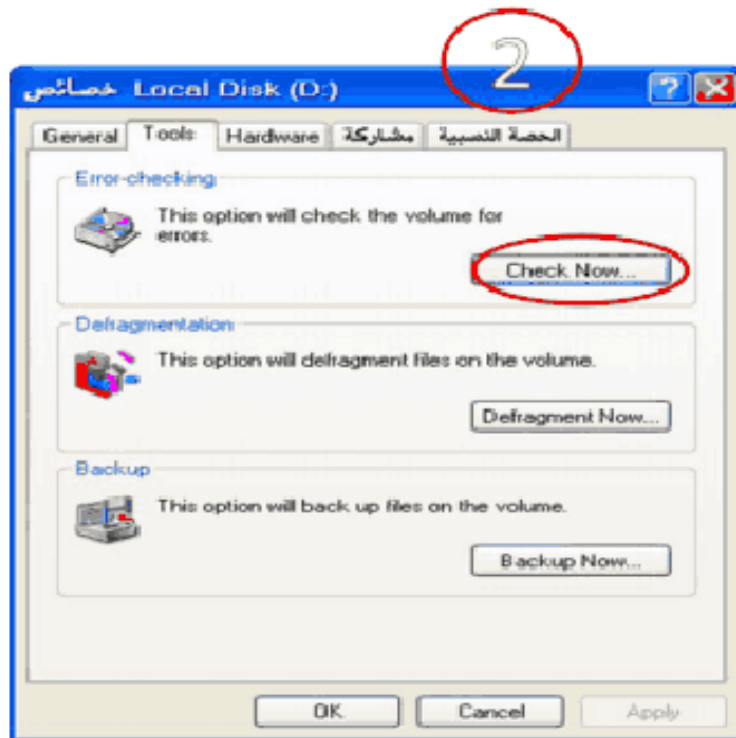 2
خصائص Local Disk (D:)
General Tools Hardware مشاركة الحصة النسبية
Error-checking
This option will check the volume for
errors.
Check Now...
Defragmentation
This option will defragment files on the volume.
Defragment Now...
Backup
This option will back up files on the volume.
Backup Now...
OK Cancel Apply